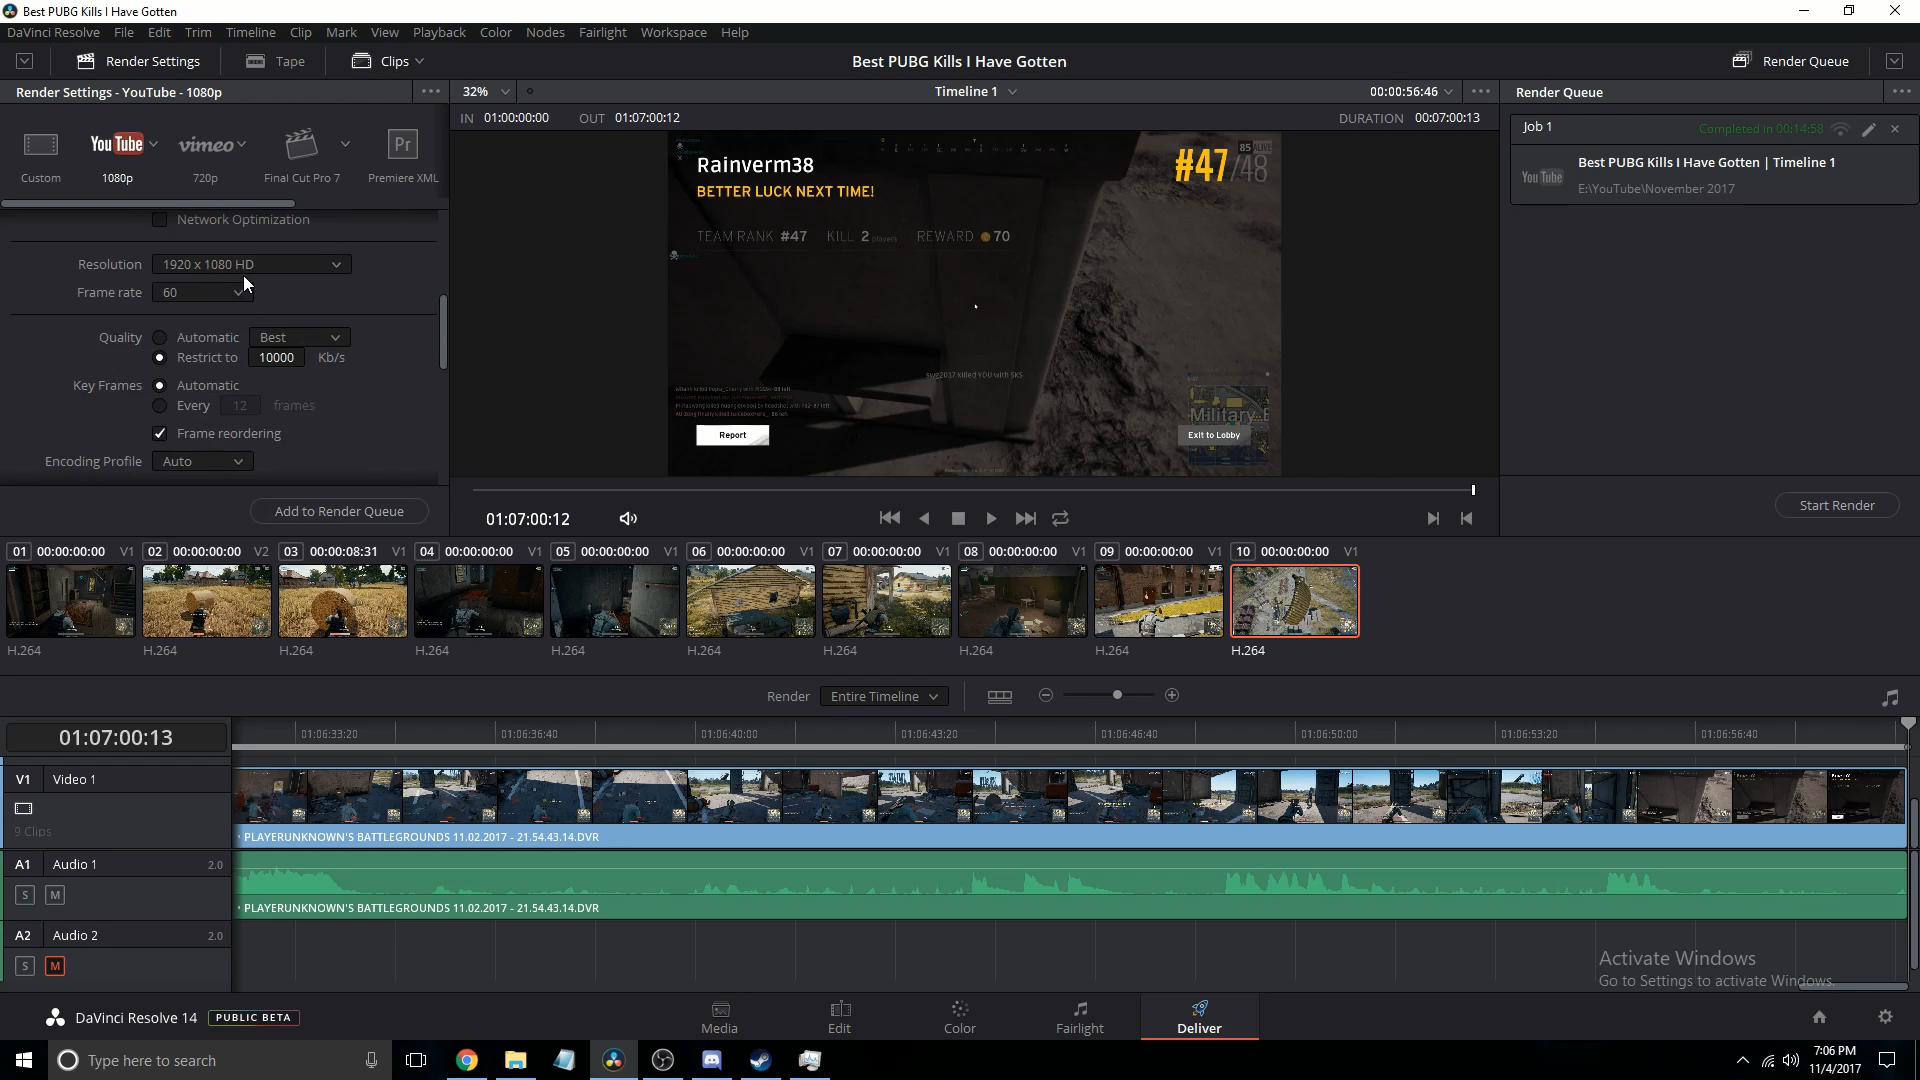 Best PUBG Kills I Have Gotten
DaVinci Resolve File Edit Trim Timeline Clip Mark View Playback Color Nodes Fairlight Workspace Help
Render Settings Tape Clips Best PUBG Kills I Have Gotten Render Queue
Render Settings - YouTube - 1080p
32% Timeline 1 00:00:56:46
Render Queue
IN 01:00:00:00 OUT 01:07:00:12 DURATION 00:07:00:13
YouTube vimeo Pr
Custom 1080p 720p Final Cut Pro 7 Premiere XML
Network Optimization
Resolution 1920 x 1080 HD
Frame rate 60
Quality Automatic Best
Restrict to 10000 Kb/s
Key Frames Automatic
Every 12 frames
Frame reordering
Encoding Profile Auto
Add to Render Queue
Rainverm38
BETTER LUCK NEXT TIME!
#47/48
85 ALIVE
TEAM RANK #47 KILL 2 players REWARD 70
swg2017 killed YOU with SKS
Military
Report
Exit to Lobby
01:07:00:12
Job 1 Completed in 00:14:58
You Tube
Best PUBG Kills I Have Gotten | Timeline 1
E:\YouTube\November 2017
Start Render
01 00:00:00:00 V1 02 00:00:00:00 V2 03 00:00:08:31 V1 04 00:00:00:00 V1 05 00:00:00:00 V1 06 00:00:00:00 V1 07 00:00:00:00 V1 08 00:00:00:00 V1 09 00:00:00:00 V1 10 00:00:00:00 V1
H.264 H.264 H.264 H.264 H.264 H.264 H.264 H.264 H.264 H.264
Render Entire Timeline
01:07:00:13
01:06:33:20 01:06:36:40 01:06:40:00 01:06:43:20 01:06:46:40 01:06:50:00 01:06:53:20 01:06:56:40
V1 Video 1
9 Clips
PLAYERUNKNOWN'S BATTLEGROUNDS 11.02.2017 - 21.54.43.14.DVR
A1 Audio 1 2.0
S M
PLAYERUNKNOWN'S BATTLEGROUNDS 11.02.2017 - 21.54.43.14.DVR
A2 Audio 2 2.0
S M
Activate Windows
Go to Settings to activate Windows.
DaVinci Resolve 14 PUBLIC BETA
Media Edit Color Fairlight Deliver
Type here to search
7:06 PM
11/4/2017